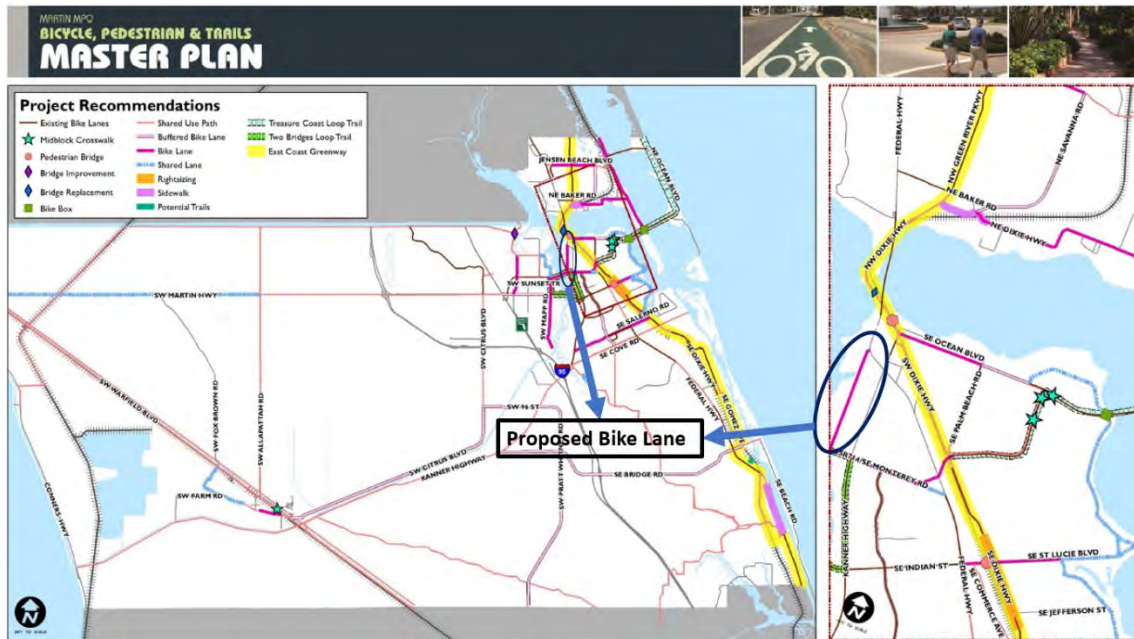 MARTIN MPO
BICYCLE, PEDESTRIAN & TRAILS
MASTER PLAN
Project Recommendations
Existing Bike Lanes
Midblock Crosswalk
Pedestrian Bridge
Bridge Improvement
Bridge Replacement
Bike Box
Shared Use Path
Buffered Bike Lane
Bike Lane
Shared Lane
Rightsizing
Sidewalk
Potential Trails
Treasure Coast Loop Trail
Two Bridges Loop Trail
East Coast Greenway
JENSEN BEACH BLVD
NE OCEAN BLVD
NE BAKER RD
SW SUNSET TR
SW MARTIN HWY
SW MAPP RD
SW CITRUS BLVD
SE SALERNO RD
SE COVE RD
SE DIXIE HWY
FEDERAL HWY
SE GOMEZ
95
SW WARFIELD BLVD
SW FOX BROWN RD
SW ALLAPATTAH RD
SW 96 ST
SW CITRUS BLVD
KANNER HIGHWAY
SE BRIDGE RD
SE BEACH RD
SW FARM RD
CONNERS HWY
Proposed Bike Lane
N
NOT TO SCALE
FEDERAL HWY
NW GREEN RIVER PKWY
NE SAVANNA RD
NE BAKER RD
NE DIXIE HWY
NW DIXIE HWY
SE OCEAN BLVD
SW DIXIE HWY
SE PALM BEACH RD
SE MONTEREY RD
KANNER HIGHWAY
SE INDIAN ST
SE ST LUCIE BLVD
SE DIXIE HWY
SE COMMERCE AVE
FEDERAL HWY
SE JEFFERSON ST
N
NOT TO SCALE